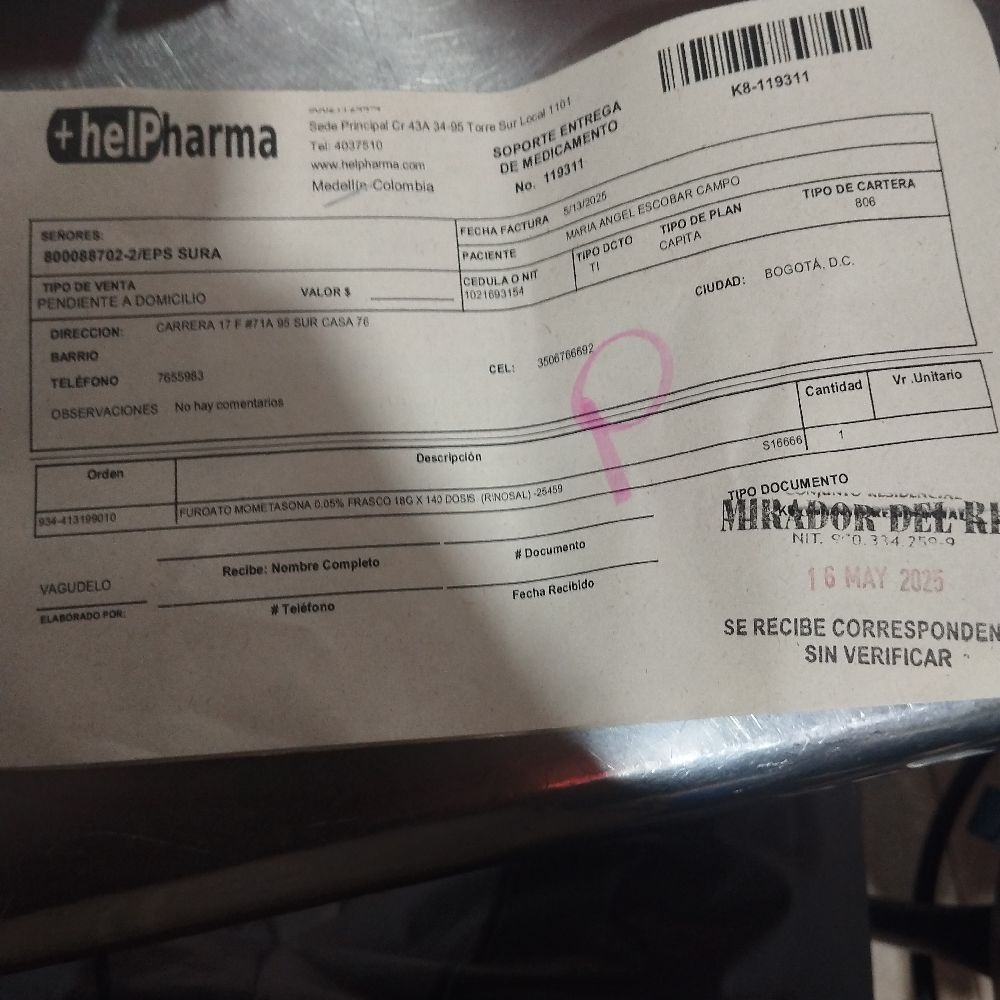 K8-119311
+helPharma
Sede Principal Cr 43A 34-95 Torre Sur Local 1101
Tel: 4037510
www.helpharma.com
Medellín-Colombia
SOPORTE ENTREGA
DE MEDICAMENTO
No. 119311
SEÑORES:
800088702-2/EPS SURA
FECHA FACTURA 5/13/2025
PACIENTE MARIA ANGEL ESCOBAR CAMPO
TIPO DE VENTA
PENDIENTE A DOMICILIO
VALOR $
CEDULA O NIT
1021693154
TIPO DCTO
TI
TIPO DE PLAN
CAPITA
TIPO DE CARTERA
806
DIRECCION: CARRERA 17 F #71A 95 SUR CASA 76
CIUDAD: BOGOTÁ, D.C.
BARRIO
TELÉFONO 7655983
CEL: 3506766692
OBSERVACIONES No hay comentarios
P
Orden Descripción Cantidad Vr .Unitario
934-413199010 FUROATO MOMETASONA 0.05% FRASCO 18G X 140 DOSIS (RINOSAL) -25459 S16666 1
TIPO DOCUMENTO
VAGUDELO
ELABORADO POR:
Recibe: Nombre Completo
# Documento
# Teléfono
Fecha Recibido
MIRADOR DEL
16 MAY 2025
SE RECIBE CORRESPONDEN
SIN VERIFICAR